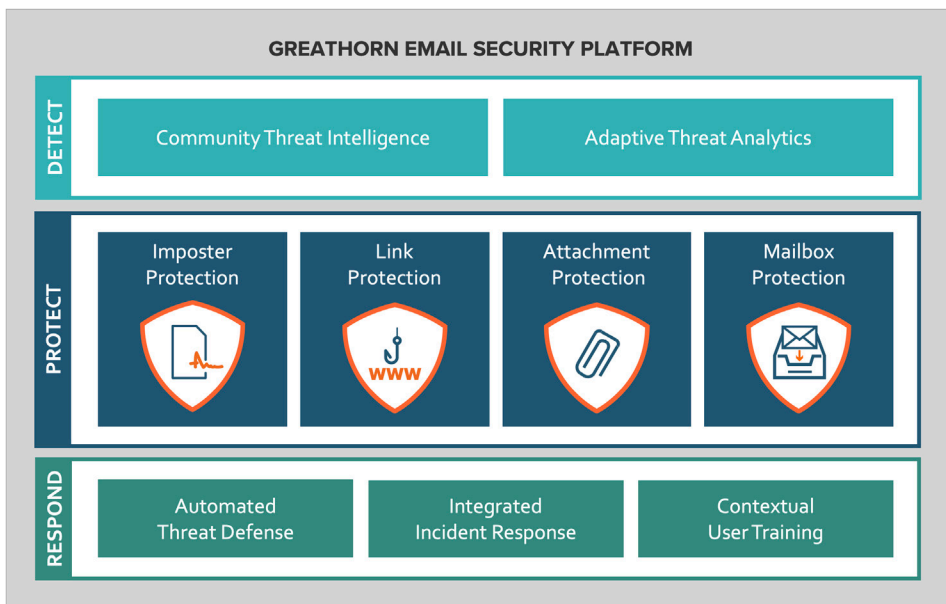 GREATHORN EMAIL SECURITY PLATFORM
DETECT
Community Threat Intelligence
Adaptive Threat Analytics
PROTECT
Imposter
Protection
Link
Protection
WWW
Attachment
Protection
Mailbox
Protection
RESPOND
Automated
Threat Defense
Integrated
Incident Response
Contextual
User Training